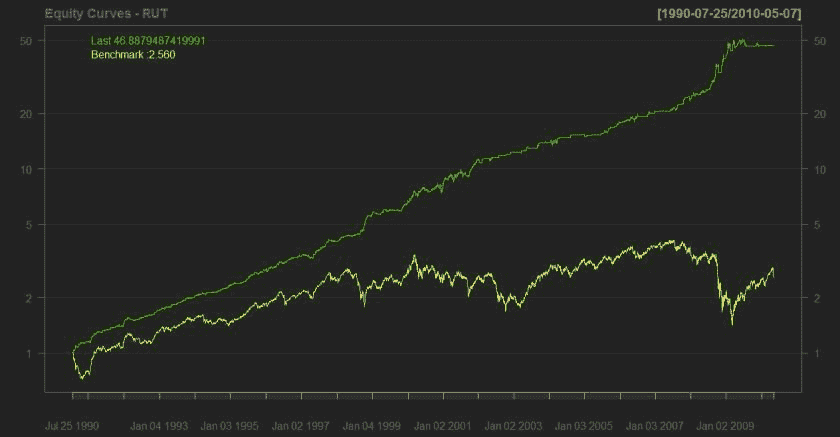 Equity Curves - RUT [1990-07-25/2010-05-07]
Last 46.8879487419991
Benchmark :2.560
50 50
20 20
10 10
5 5
2 2
1 1
Jul 25 1990 Jan 04 1993 Jan 03 1995 Jan 02 1997 Jan 04 1999 Jan 02 2001 Jan 02 2003 Jan 03 2005 Jan 03 2007 Jan 02 2009